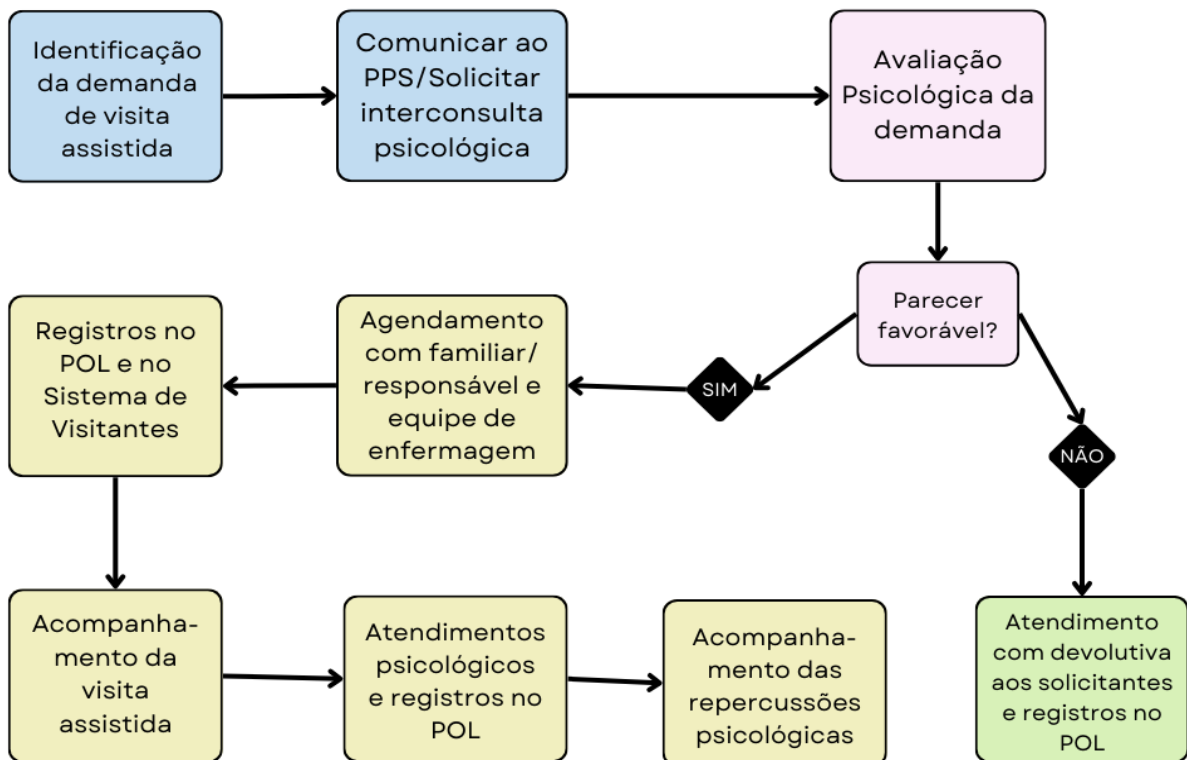 Identificação
da demanda
de visita
assistida
Comunicar ao
PPS/Solicitar
interconsulta
psicológica
Avaliação
Psicológica da
demanda
Parecer
favorável?
SIM
NÃO
Agendamento
com familiar/
responsável e
equipe de
enfermagem
Registros no
POL e no
Sistema de
Visitantes
Acompanha-
mento da
visita
assistida
Atendimentos
psicológicos
e registros no
POL
Acompanha-
mento das
repercussões
psicológicas
Atendimento
com devolutiva
aos solicitantes
e registros no
POL